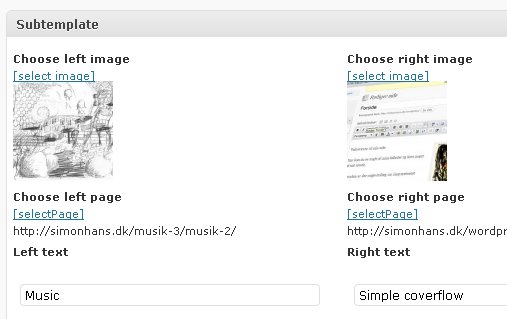 Subtemplate
Choose left image
[select image]
Choose right image
[select image]
Rediger side
Forside
Choose left page
[selectPage]
http://simonhans.dk/musik-3/musik-2/
Choose right page
[selectPage]
http://simonhans.dk/wordpr
Left text
Right text
Music
Simple coverflow